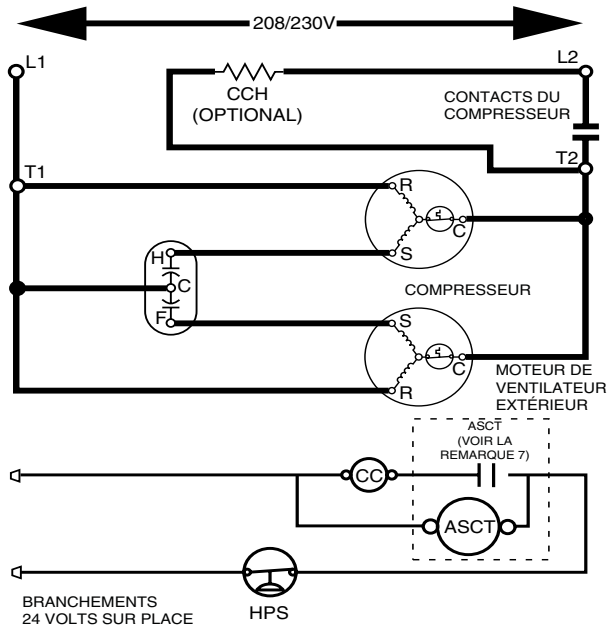 208/230V
L1
L2
CCH
(OPTIONAL)
CONTACTS DU
COMPRESSEUR
T1
T2
R
C
S
H
C
F
COMPRESSEUR
S
C
R
MOTEUR DE
VENTILATEUR
EXTÉRIEUR
ASCT
(VOIR LA
REMARQUE 7)
CC
ASCT
BRANCHEMENTS
24 VOLTS SUR PLACE
HPS